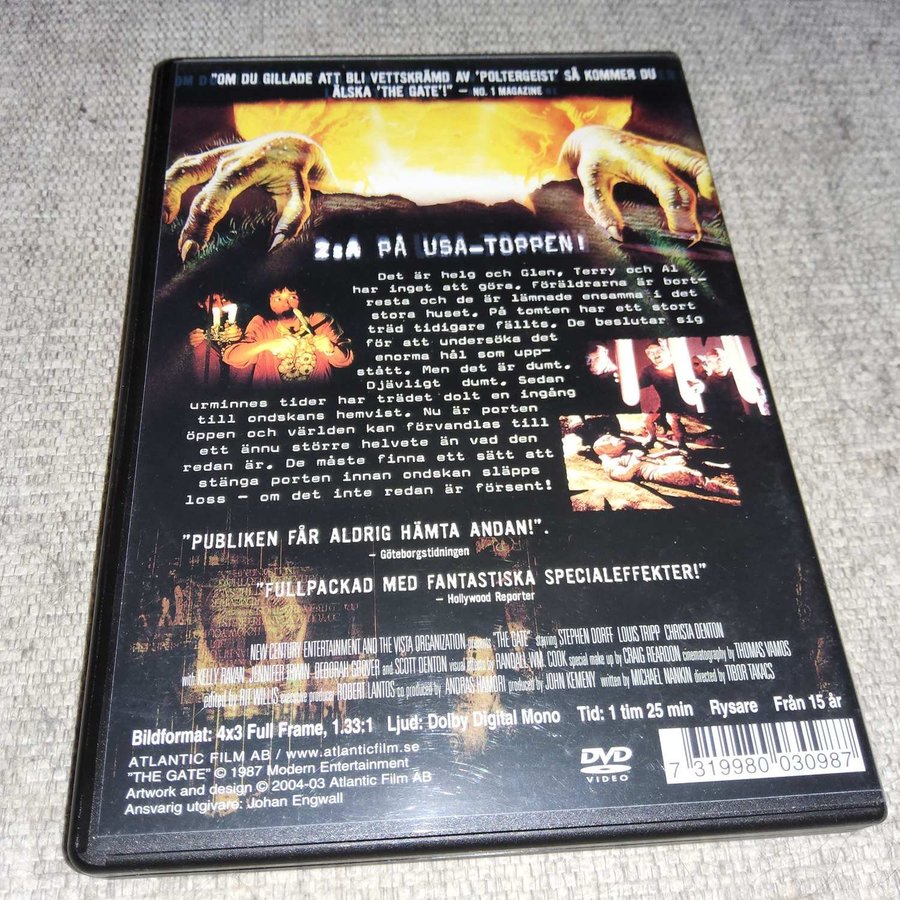 "OM DU GILLADE ATT BLI VETTSKRÄMD AV 'POLTERGEIST' SÅ KOMMER DU
ÄLSKA 'THE GATE'!" – NO. 1 MAGAZINE
2:A PÅ USA-TOPPEN!
Det är helg och Glen, Terry och Al
har inget att göra. Föräldrarna är bort-
resta och de är lämnade ensamma i det
stora huset. På tomten har ett stort
träd tidigare fällts. De beslutar sig
för att undersöka det
enorma hål som upp-
stått. Men det är dumt.
Djävligt dumt. Sedan
urminnes tider har trädet dolt en ingång
till ondskans hemvist. Nu är porten
öppen och världen kan förvandlas till
ett ännu större helvete än vad den
redan är. De måste finna ett sätt att
stänga porten innan ondskan släpps
loss – om det inte redan är försent!
"PUBLIKEN FÅR ALDRIG HÄMTA ANDAN!".
– Göteborgstidningen
"FULLPACKAD MED FANTASTISKA SPECIALEFFEKTER!"
– Hollywood Reporter
NEW CENTURY ENTERTAINMENT AND THE VISTA ORGANIZATION presents "THE GATE" starring STEPHEN DORFF LOUIS TRIPP CHRISTA DENTON
with KELLY ROWAN, JENNIFER IRWIN, DEBORAH GROVER and SCOTT DENTON visual effects by RANDALL WM. COOK special make up by CRAIG REARDON cinematography by THOMAS VAMOS
edited by RIT WILLIS executive producer ROBERT LANTOS co produced by ANDRAS HAMORI produced by JOHN KEMENY written by MICHAEL NANKIN directed by TIBOR TAKACS
Bildformat: 4x3 Full Frame, 1.33:1 Ljud: Dolby Digital Mono Tid: 1 tim 25 min Rysare Från 15 år
ATLANTIC FILM AB / www.atlanticfilm.se
"THE GATE" © 1987 Modern Entertainment
Artwork and design © 2004-03 Atlantic Film AB
Ansvarig utgivare: Johan Engwall
DVD
VIDEO
7 319980 030987